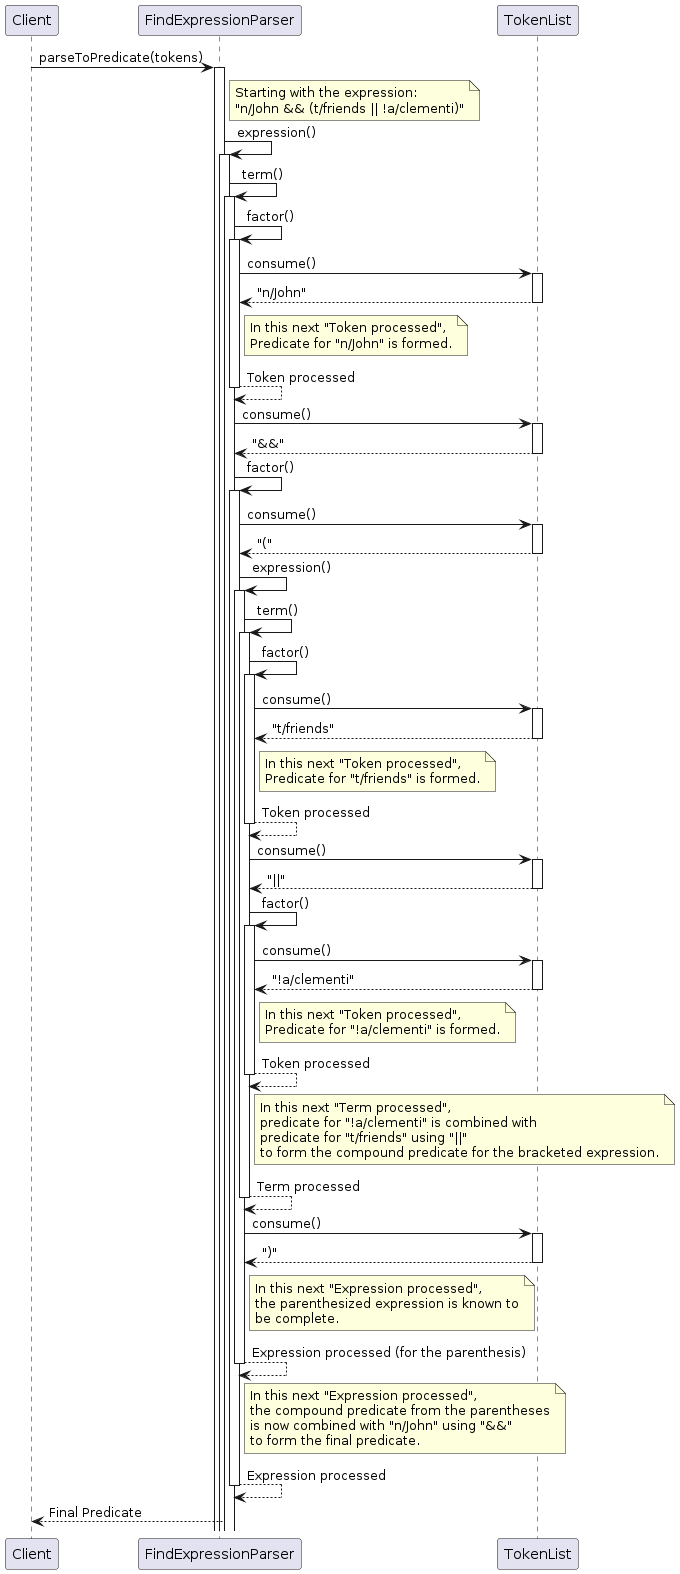 Client
FindExpressionParser
TokenList
parseToPredicate(tokens)
Starting with the expression:
"n/John && (t/friends || !a/clementi)"
expression()
term()
factor()
consume()
"n/John"
In this next "Token processed",
Predicate for "n/John" is formed.
Token processed
consume()
"&&"
factor()
consume()
"("
expression()
term()
factor()
consume()
"t/friends"
In this next "Token processed",
Predicate for "t/friends" is formed.
Token processed
consume()
"||"
factor()
consume()
"!a/clementi"
In this next "Token processed",
Predicate for "!a/clementi" is formed.
Token processed
In this next "Term processed",
predicate for "!a/clementi" is combined with
predicate for "t/friends" using "||"
to form the compound predicate for the bracketed expression.
Term processed
consume()
")"
In this next "Expression processed",
the parenthesized expression is known to
be complete.
Expression processed (for the parenthesis)
In this next "Expression processed",
the compound predicate from the parentheses
is now combined with "n/John" using "&&"
to form the final predicate.
Expression processed
Final Predicate
Client
FindExpressionParser
TokenList